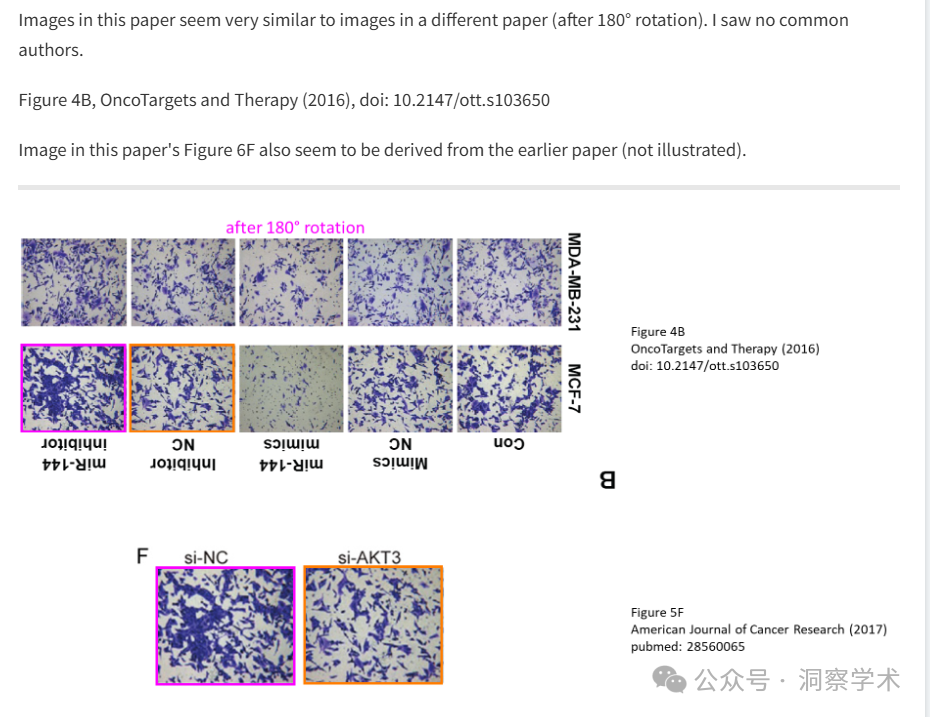 Images in this paper seem very similar to images in a different paper (after 180° rotation). I saw no common
authors.
Figure 4B, OncoTargets and Therapy (2016), doi: 10.2147/ott.s103650
Image in this paper's Figure 6F also seem to be derived from the earlier paper (not illustrated).
after 180° rotation
MDA-MB-231
MCF-7
Figure 4B
OncoTargets and Therapy (2016)
doi: 10.2147/ott.s103650
miR-144 inhibitor
Inhibitor NC
miR-144 mimics
Mimics NC
Con
B
F
si-NC
si-AKT3
Figure 5F
American Journal of Cancer Research (2017)
pubmed: 28560065
公众号 · 洞察学术